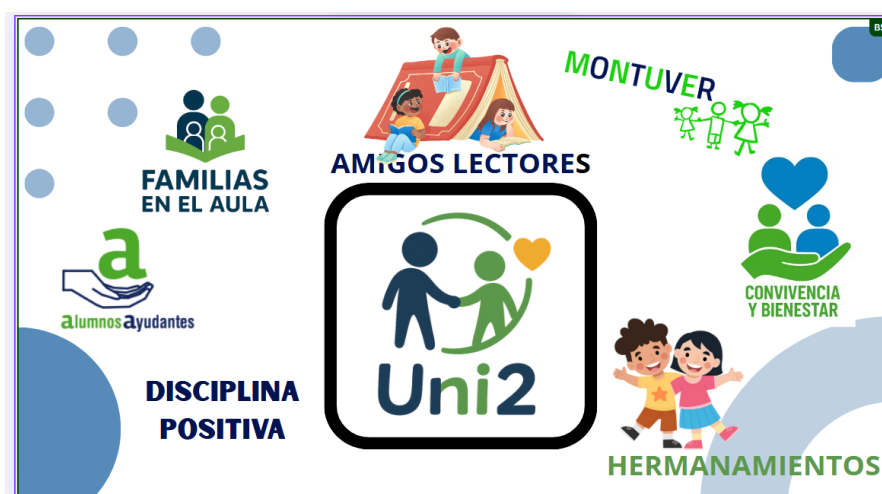 MONTUVER
AMIGOS LECTORES
FAMILIAS
EN EL AULA
a
alumnos ayudantes
CONVIVENCIA
Y BIENESTAR
Uni2
DISCIPLINA
POSITIVA
HERMANAMIENTOS